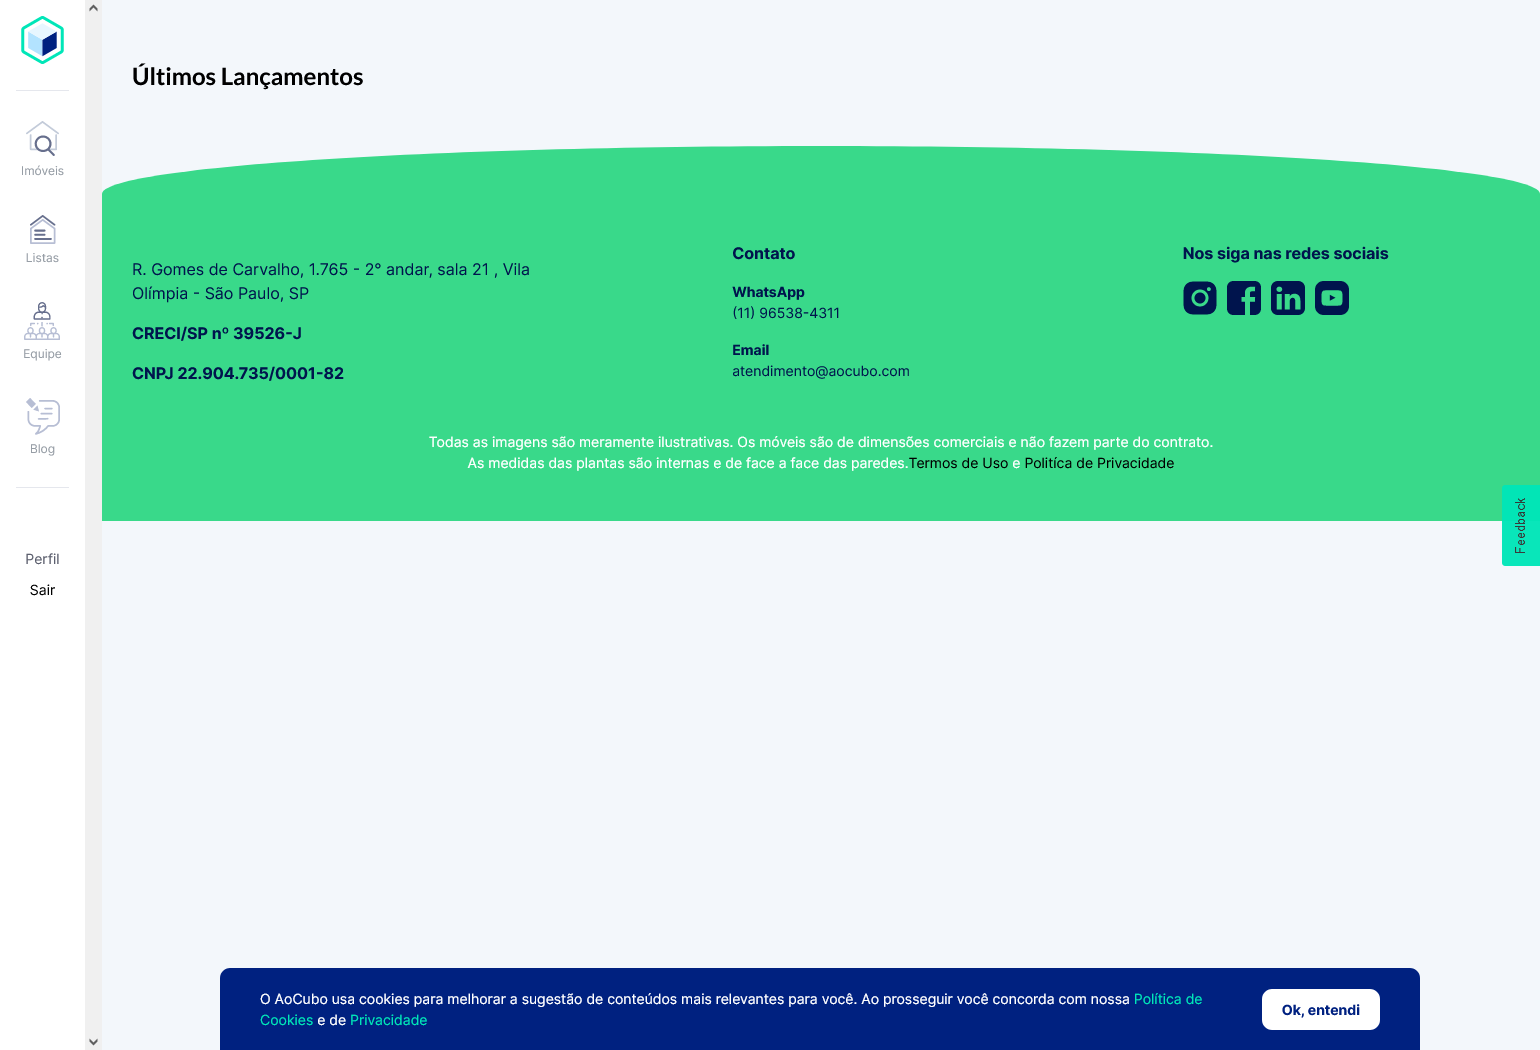 Imóveis
Listas
Equipe
Blog
Perfil
Sair
Últimos Lançamentos
R. Gomes de Carvalho, 1.765 - 2° andar, sala 21 , Vila
Olímpia - São Paulo, SP
CRECI/SP nº 39526-J
CNPJ 22.904.735/0001-82
Contato
WhatsApp
(11) 96538-4311
Email
atendimento@aocubo.com
Nos siga nas redes sociais
Todas as imagens são meramente ilustrativas. Os móveis são de dimensões comerciais e não fazem parte do contrato.
As medidas das plantas são internas e de face a face das paredes.Termos de Uso e Politíca de Privacidade
Feedback
O AoCubo usa cookies para melhorar a sugestão de conteúdos mais relevantes para você. Ao prosseguir você concorda com nossa Política de
Cookies e de Privacidade
Ok, entendi